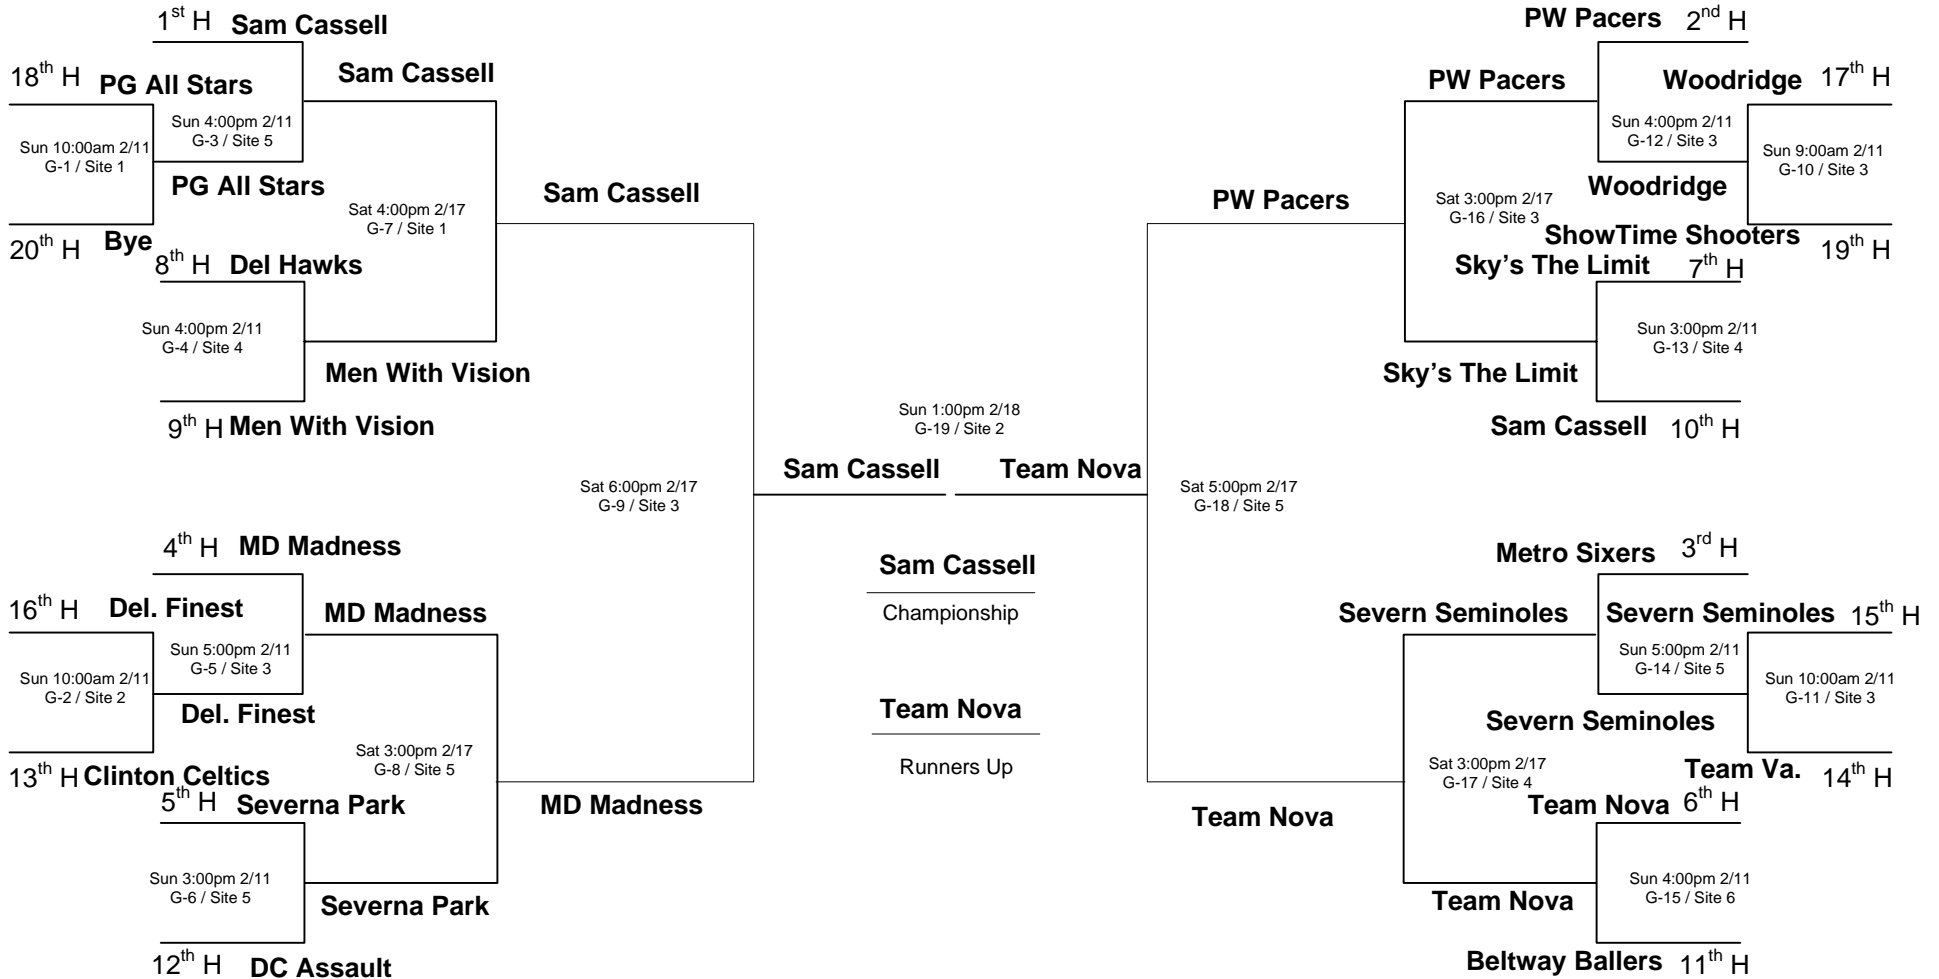 1st H Sam Cassell
18th H PG All Stars
Sam Cassell
Sun 4:00pm 2/11
G-3 / Site 5
Sun 10:00am 2/11
G-1 / Site 1
PG All Stars
Sam Cassell
Sat 4:00pm 2/17
G-7 / Site 1
20th H Bye
8th H Del Hawks
Sun 4:00pm 2/11
G-4 / Site 4
Men With Vision
9th H Men With Vision
Sat 6:00pm 2/17
G-9 / Site 3
4th H MD Madness
16th H Del. Finest
MD Madness
Sun 5:00pm 2/11
G-5 / Site 3
Sun 10:00am 2/11
G-2 / Site 2
Del. Finest
Sat 3:00pm 2/17
G-8 / Site 5
13th H Clinton Celtics
5th H Severna Park
MD Madness
Sun 3:00pm 2/11
G-6 / Site 5
Severna Park
12th H DC Assault
Sun 1:00pm 2/18
G-19 / Site 2
Sam Cassell
Team Nova
Sam Cassell
Championship
Team Nova
Runners Up
PW Pacers 2nd H
PW Pacers
Woodridge 17th H
Sun 4:00pm 2/11
G-12 / Site 3
Sun 9:00am 2/11
G-10 / Site 3
Woodridge
PW Pacers
Sat 3:00pm 2/17
G-16 / Site 3
ShowTime Shooters 19th H
Sky's The Limit 7th H
Sun 3:00pm 2/11
G-13 / Site 4
Sky's The Limit
Sam Cassell 10th H
Sat 5:00pm 2/17
G-18 / Site 5
Metro Sixers 3rd H
Severn Seminoles
Severn Seminoles 15th H
Sun 5:00pm 2/11
G-14 / Site 5
Sun 10:00am 2/11
G-11 / Site 3
Severn Seminoles
Sat 3:00pm 2/17
G-17 / Site 4
Team Va. 14th H
Team Nova 6th H
Team Nova
Sun 4:00pm 2/11
G-15 / Site 6
Team Nova
Beltway Ballers 11th H